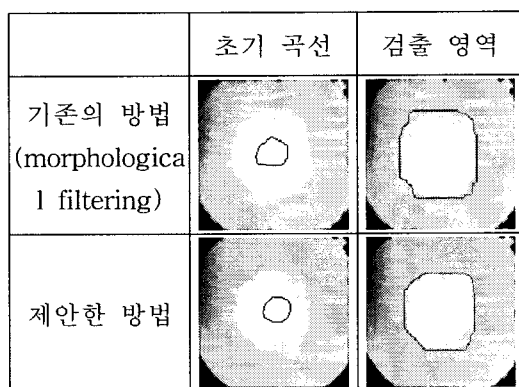 초기 곡선
검출 영역
기존의 방법
(morphologica
l filtering)
제안한 방법